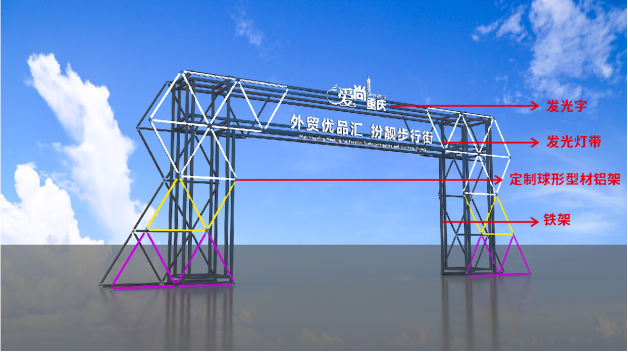 爱尚
重庆
发光字
外贸优品汇 扮靓步行街
发光灯带
定制球形型材铝架
铁架